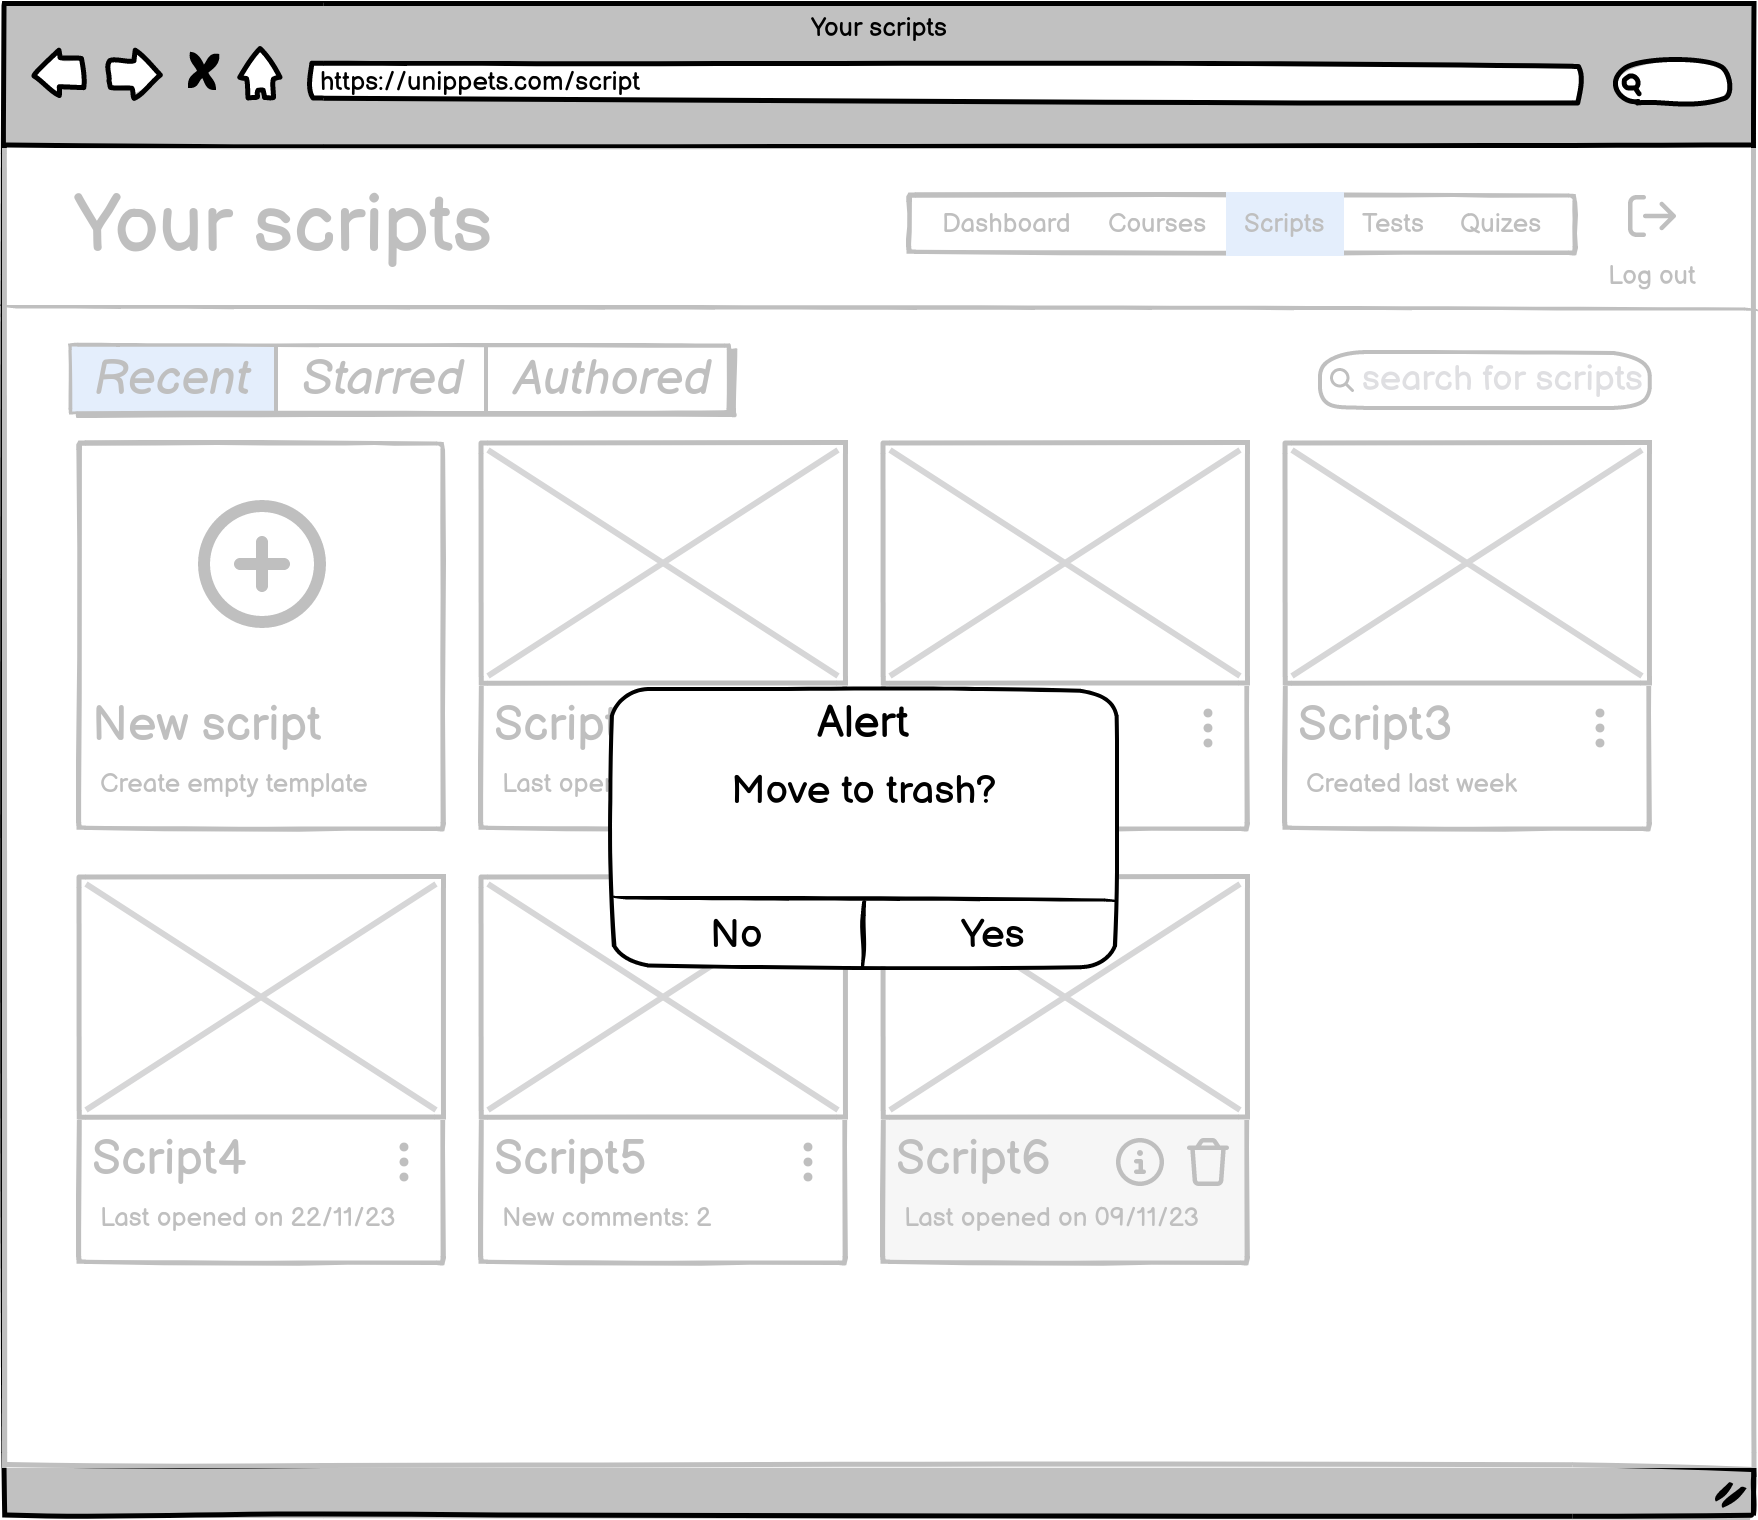 Your scripts
https://unippets.com/script
Your scripts
Dashboard Courses Scripts Tests Quizes
Log out
Recent Starred Authored
search for scripts
New script
Create empty template
Script
Last
Script3
Created last week
Alert
Move to trash?
No Yes
Script4
Last opened on 22/11/23
Script5
New comments: 2
Script6
Last opened on 09/11/23